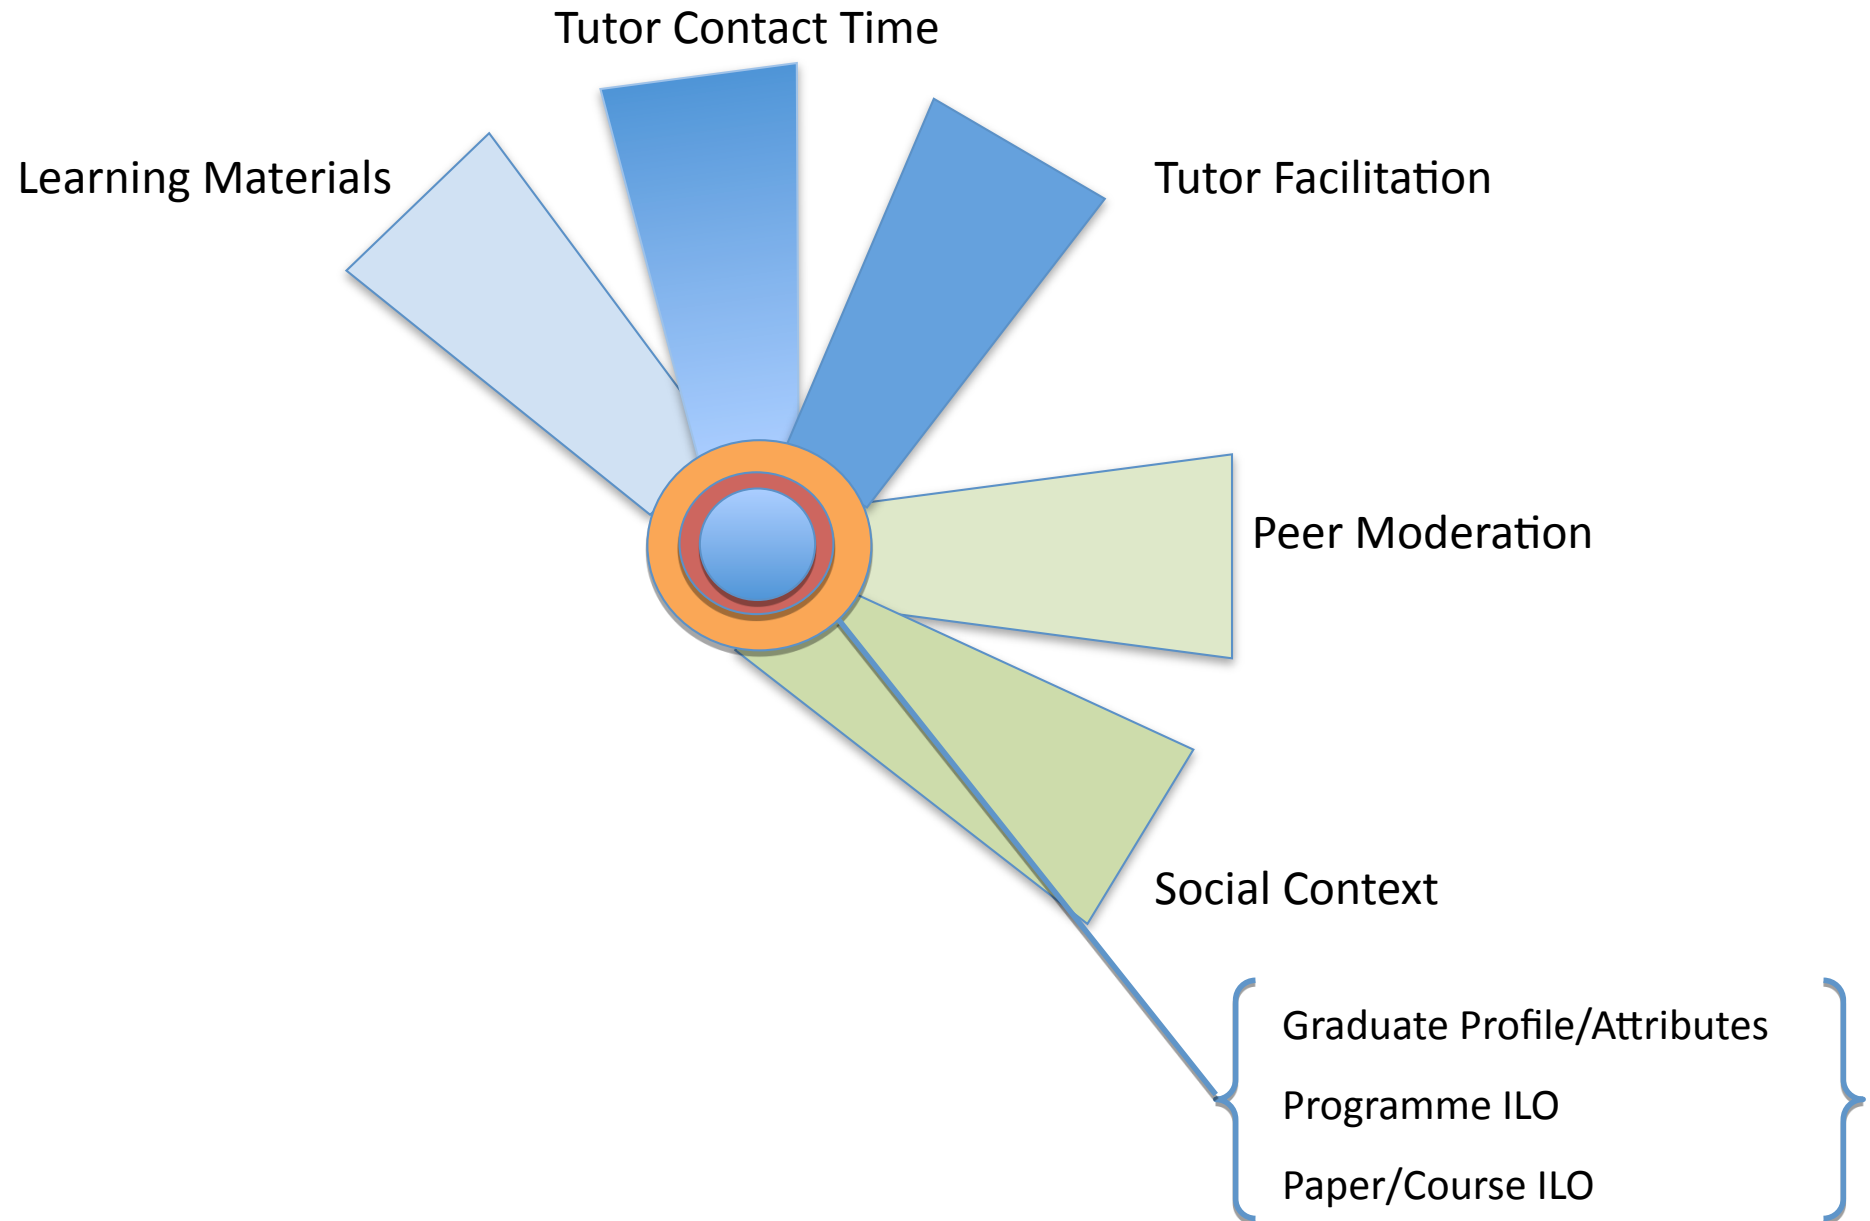 Tutor Contact Time
Learning Materials
Tutor Facilitation
Peer Moderation
Social Context
Graduate Profile/Attributes
Programme ILO
Paper/Course ILO